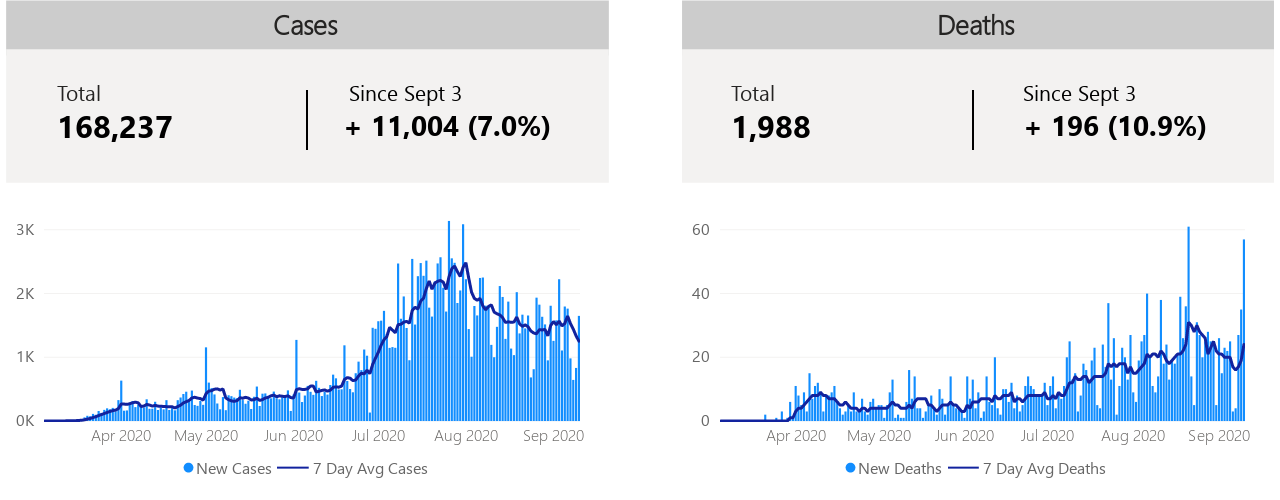 Cases
Total
168,237
Since Sept 3
+ 11,004 (7.0%)
3K
2K
1K
0K
Apr 2020 May 2020 Jun 2020 Jul 2020 Aug 2020 Sep 2020
New Cases 7 Day Avg Cases
Deaths
Total
1,988
Since Sept 3
+ 196 (10.9%)
60
40
20
0
Apr 2020 May 2020 Jun 2020 Jul 2020 Aug 2020 Sep 2020
New Deaths 7 Day Avg Deaths